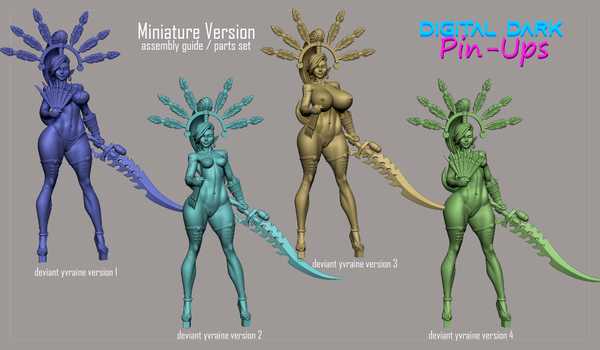 Miniature Version
assembly guide / parts set
DIGITAL DARK
Pin-Ups
deviant yvraine version 1
deviant yvraine version 2
deviant yvraine version 3
deviant yvraine version 4